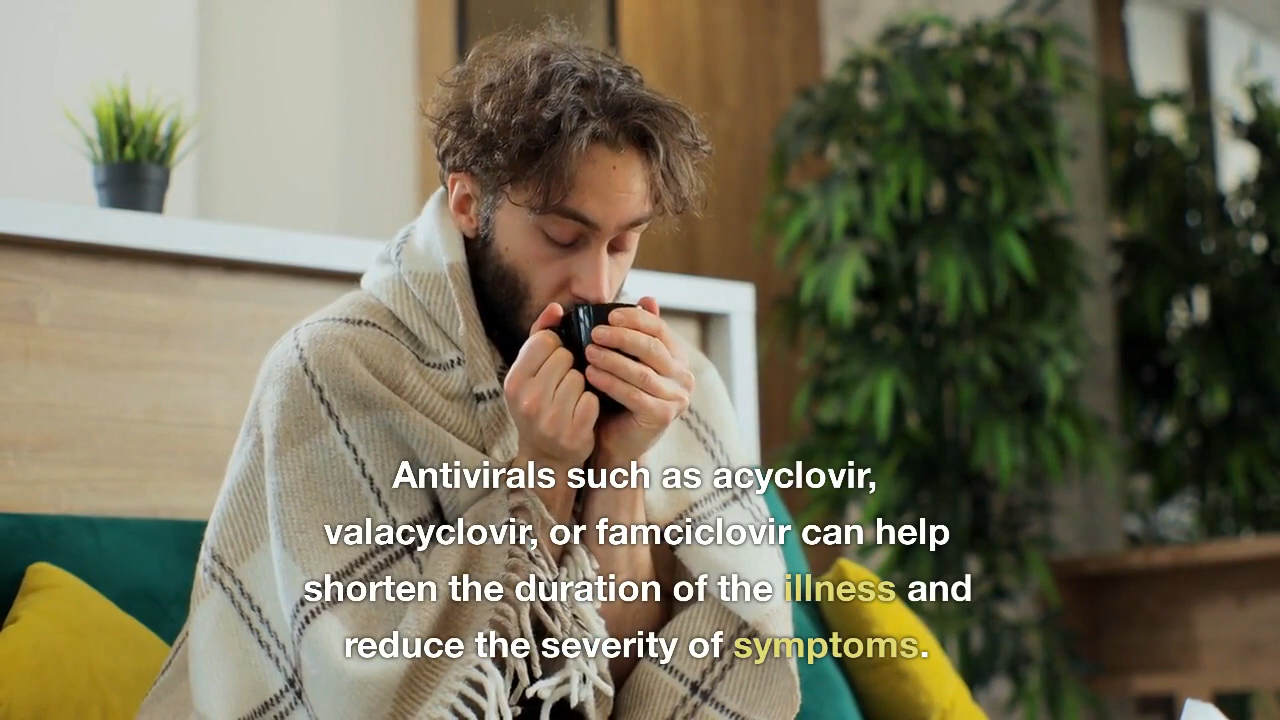 Antivirals such as acyclovir,
valacyclovir, or famciclovir can help
shorten the duration of the illness and
reduce the severity of symptoms.